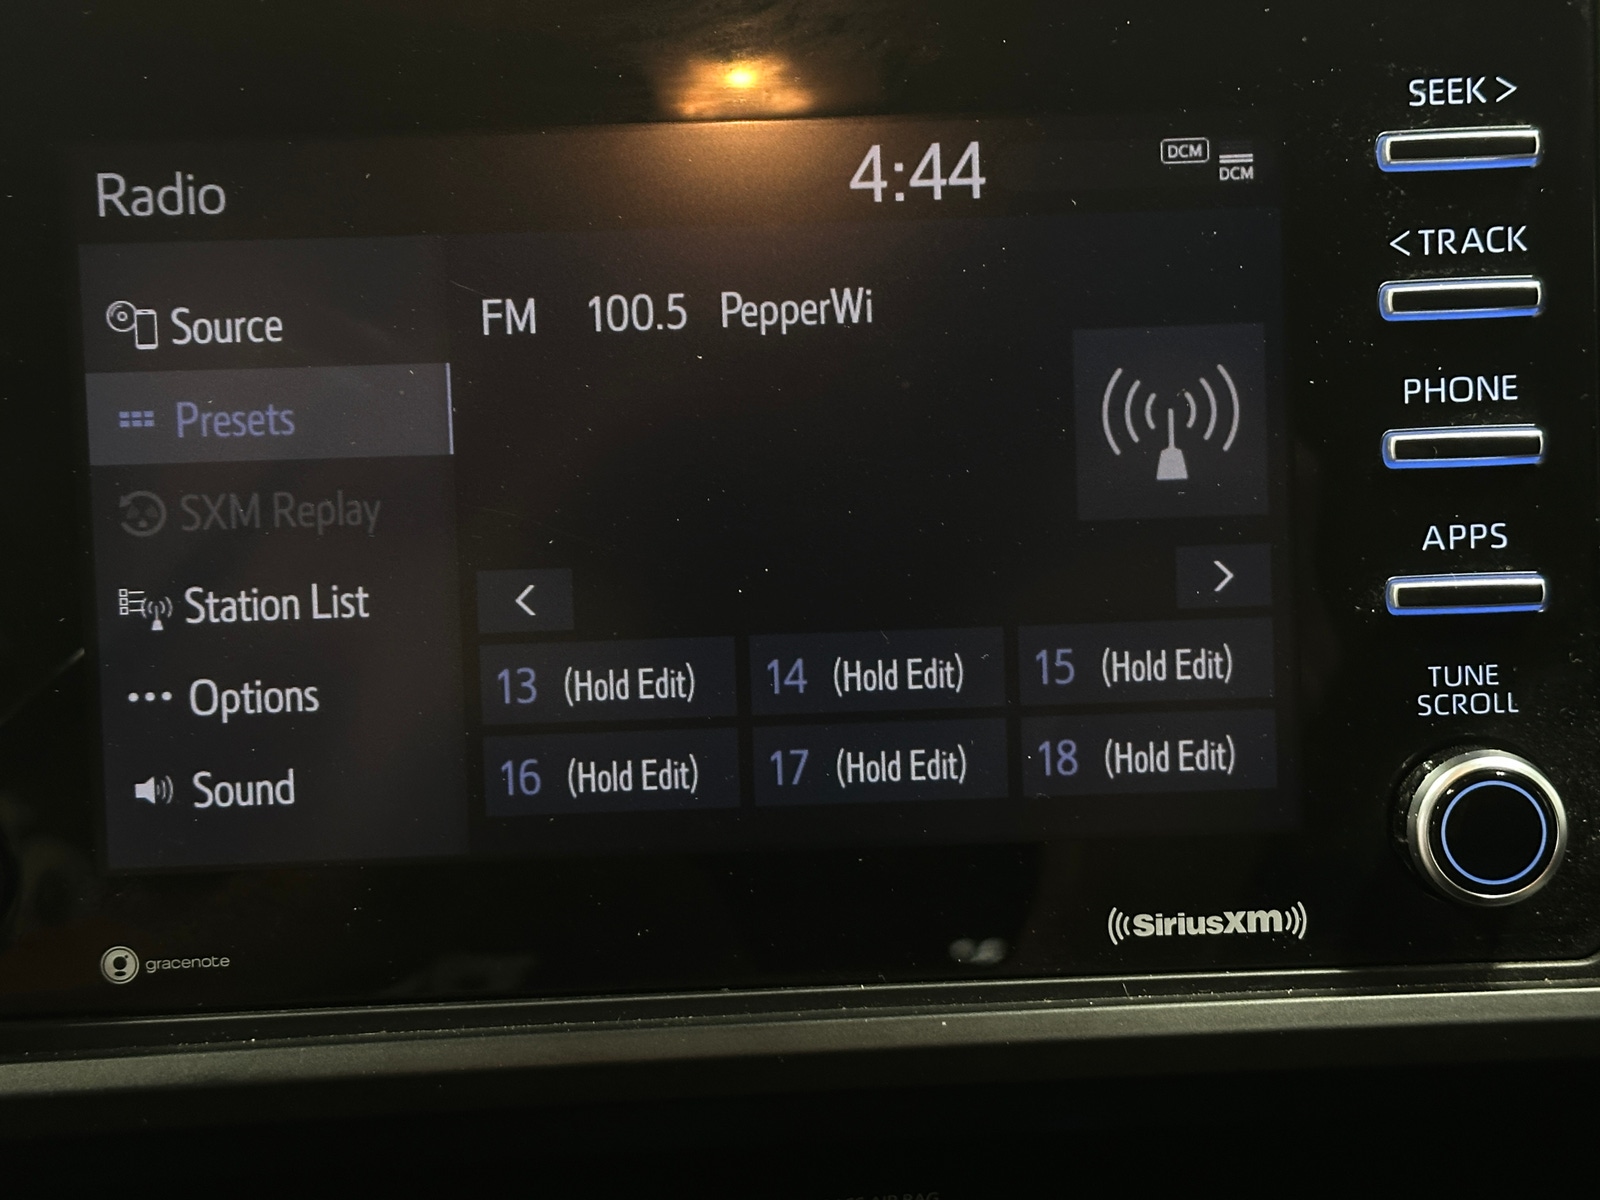 Radio
4:44
DCM
DCM
SEEK >
< TRACK
PHONE
APPS
TUNE
SCROLL
Source
Presets
SXM Replay
Station List
Options
Sound
FM 100.5 PepperWi
<
>
13 (Hold Edit) 14 (Hold Edit) 15 (Hold Edit)
16 (Hold Edit) 17 (Hold Edit) 18 (Hold Edit)
gracenote
SiriusXM
AIR BAG